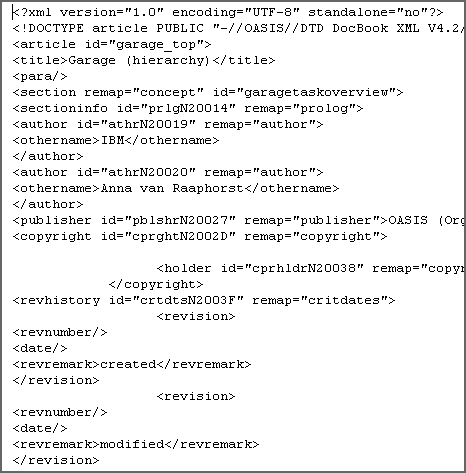 <?xml version="1.0" encoding="UTF-8" standalone="no"?>
<!DOCTYPE article PUBLIC "-//OASIS//DTD DocBook XML V4.2/
<article id="garage_top">
<title>Garage (hierarchy)</title>
<para/>
<section remap="concept" id="garagetaskoverview">
<sectioninfo id="prlgN20014" remap="prolog">
<author id="athrN20019" remap="author">
<othername>IBM</othername>
</author>
<author id="athrN20020" remap="author">
<othername>Anna van Raaphorst</othername>
</author>
<publisher id="pblshrN20027" remap="publisher">OASIS (Org
<copyright id="cprghtN2002D" remap="copyright">
<holder id="cprhldrN20038" remap="copyr
</copyright>
<revhistory id="crtdtsN2003F" remap="critdates">
<revision>
<revnumber/>
<date/>
<revremark>created</revremark>
</revision>
<revision>
<revnumber/>
<date/>
<revremark>modified</revremark>
</revision>